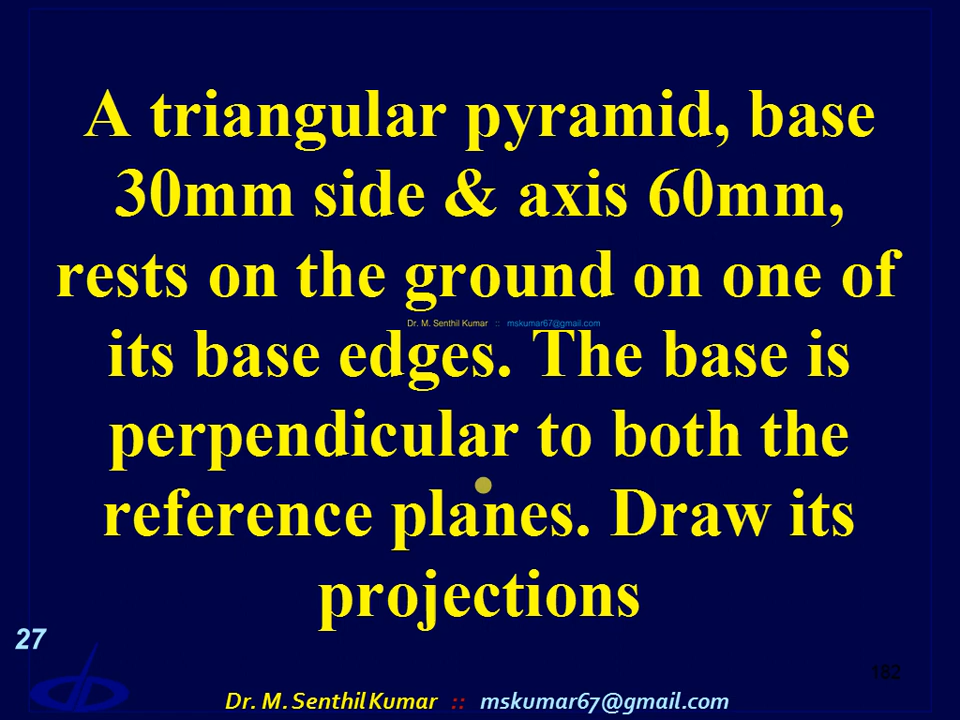 A triangular pyramid, base
30mm side & axis 60mm,
rests on the ground on one of
Dr. M. Senthil Kumar :: mskumar67@gmail.com
its base edges. The base is
perpendicular to both the
reference planes. Draw its
projections
27
182
Dr. M. Senthil Kumar :: mskumar67@gmail.com